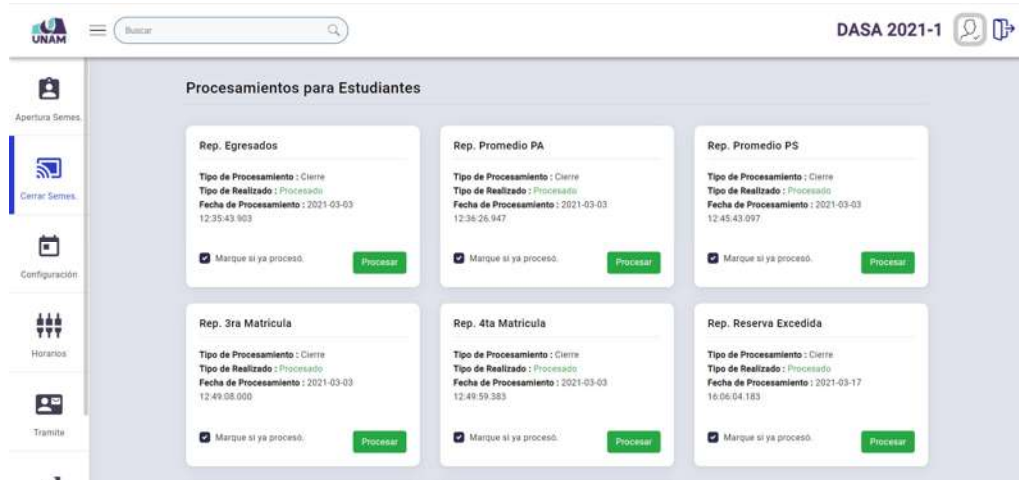 UNAM
Buscar
DASA 2021-1
Apertura Semes.
Cerrar Semes.
Configuración
Horarios
Tramite
Procesamientos para Estudiantes
Rep. Egresados
Tipo de Procesamiento : Cierre
Tipo de Realizado : Procesado
Fecha de Procesamiento : 2021-03-03
12:35:43.903
Marque si ya procesó.
Procesar
Rep. Promedio PA
Tipo de Procesamiento : Cierre
Tipo de Realizado : Procesado
Fecha de Procesamiento : 2021-03-03
12:36:26.947
Marque si ya procesó.
Procesar
Rep. Promedio PS
Tipo de Procesamiento : Cierre
Tipo de Realizado : Procesado
Fecha de Procesamiento : 2021-03-03
12:45:43.097
Marque si ya procesó.
Procesar
Rep. 3ra Matricula
Tipo de Procesamiento : Cierre
Tipo de Realizado : Procesado
Fecha de Procesamiento : 2021-03-03
12:49:08.000
Marque si ya procesó.
Procesar
Rep. 4ta Matricula
Tipo de Procesamiento : Cierre
Tipo de Realizado : Procesado
Fecha de Procesamiento : 2021-03-03
12:49:59.383
Marque si ya procesó.
Procesar
Rep. Reserva Excedida
Tipo de Procesamiento : Cierre
Tipo de Realizado : Procesado
Fecha de Procesamiento : 2021-03-17
16:06:04.183
Marque si ya procesó.
Procesar